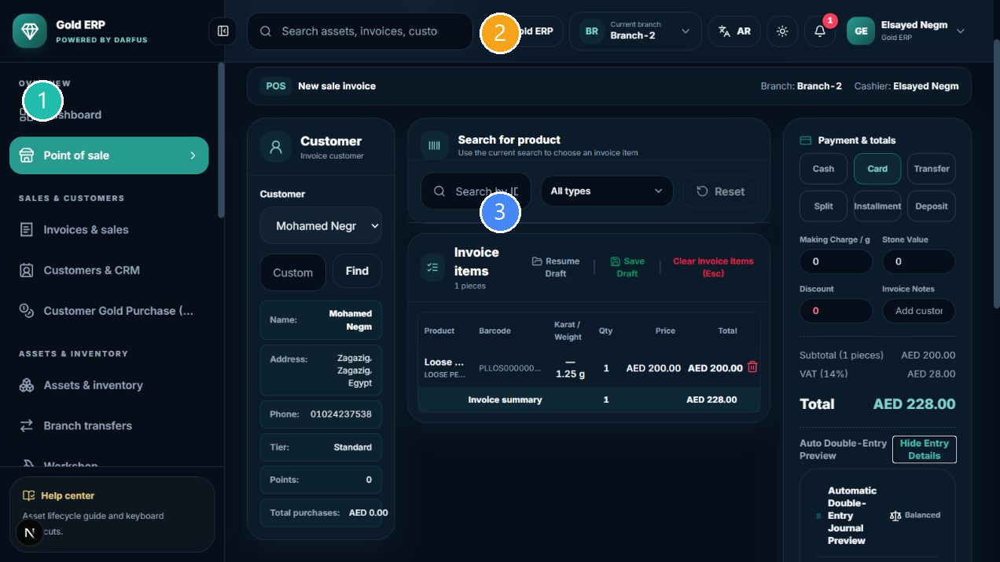 Gold ERP
POWERED BY DARFUS
Search assets, invoices, custo
2
ERP
BR
Current branch
Branch-2
AR
1
GE
Elsayed Negm
Gold ERP
1
Point of sale
SALES & CUSTOMERS
Invoices & sales
Customers & CRM
Customer Gold Purchase (...
ASSETS & INVENTORY
Assets & inventory
Branch transfers
Workshop
Help center
Asset lifecycle guide and keyboard
N
POS
New sale invoice
Branch: Branch-2
Cashier: Elsayed Negm
Customer
Invoice customer
Customer
Mohamed Negr
Custom
Find
Name:
Mohamed
Negm
Address:
Zagazig,
Zagazig,
Egypt
Phone:
01024237538
Tier:
Standard
Points:
0
Total purchases:
AED 0.00
Search for product
Use the current search to choose an invoice item
Search by ID
3
All types
Reset
Invoice
items
1 pieces
Resume
Draft
Save
Draft
Clear invoice items
(Esc)
Product
Barcode
Karat /
Weight
Qty
Price
Total
Loose ...
LOOSE PE...
PLLOS000000...
—
1.25 g
1
AED 200.00
AED 200.00
Invoice summary
1
AED 228.00
Payment & totals
Cash
Card
Transfer
Split
Installment
Deposit
Making Charge / g
Stone Value
0
0
Discount
Invoice Notes
0
Add custor
Subtotal (1 pieces)
AED 200.00
VAT (14%)
AED 28.00
Total
AED 228.00
Auto Double-Entry
Preview
Hide Entry
Details
Automatic
Double-
Entry
Journal
Preview
Balanced